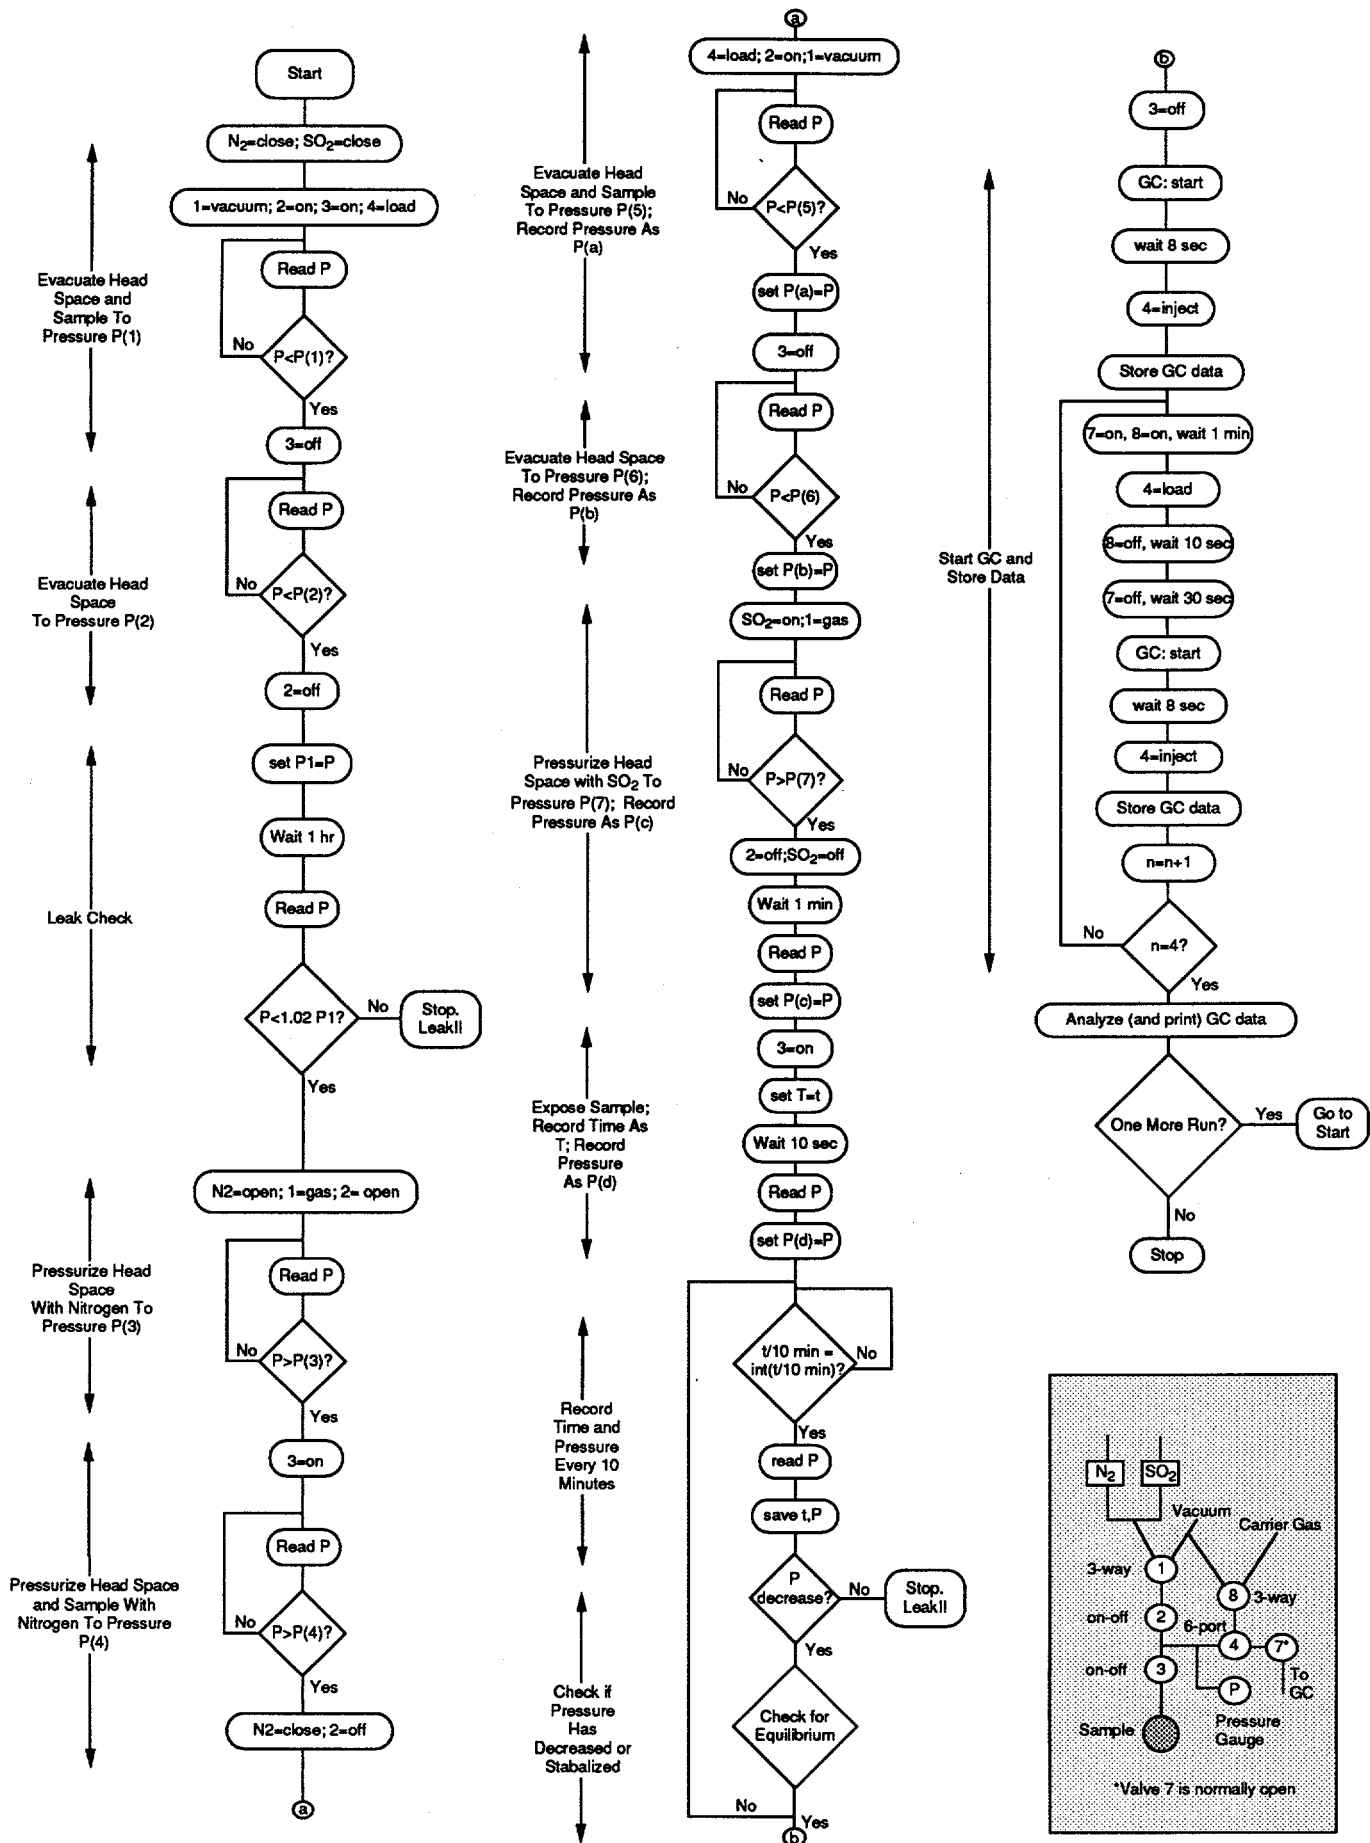 Start
N2=close; SO2=close
1=vacuum; 2=on; 3=on; 4=load
Read P
No
P<P(1)?
Yes
3=off
Evacuate Head
Space and
Sample To
Pressure P(1)
Read P
No
P<P(2)?
Yes
2=off
Evacuate Head
Space
To Pressure P(2)
set P1=P
Wait 1 hr
Read P
P<1.02 P1?
No
Stop.
Leak!!
Yes
Leak Check
N2=open; 1=gas; 2= open
Read P
No
P>P(3)?
Yes
Pressurize Head
Space
With Nitrogen To
Pressure P(3)
3=on
Read P
No
P>P(4)?
Yes
N2=close; 2=off
Pressurize Head Space
and Sample With
Nitrogen To Pressure
P(4)
a
a
4=load; 2=on;1=vacuum
Read P
No
P<P(5)?
Yes
set P(a)=P
3=off
Evacuate Head
Space and Sample
To Pressure P(5);
Record Pressure As
P(a)
Read P
No
P<P(6)
Yes
set P(b)=P
Evacuate Head Space
To Pressure P(6);
Record Pressure As
P(b)
SO2=on;1=gas
Read P
No
P>P(7)?
Yes
2=off;SO2=off
Wait 1 min
Read P
set P(c)=P
Pressurize Head
Space with SO2 To
Pressure P(7); Record
Pressure As P(c)
3=on
set T=t
Wait 10 sec
Read P
set P(d)=P
Expose Sample;
Record Time As
T; Record
Pressure
As P(d)
t/10 min =
int(t/10 min)?
No
Yes
read P
save t,P
Record
Time and
Pressure
Every 10
Minutes
P
decrease?
No
Stop.
Leak!!
Yes
Check for
Equilibrium
No
Yes
Check if
Pressure
Has
Decreased or
Stabalized
b
b
3=off
GC: start
wait 8 sec
4=inject
Store GC data
7=on, 8=on, wait 1 min
4=load
8=off, wait 10 sec
7=off, wait 30 sec
GC: start
wait 8 sec
4=inject
Store GC data
n=n+1
No
n=4?
Yes
Start GC and
Store Data
Analyze (and print) GC data
One More Run?
Yes
Go to
Start
No
Stop
N2
SO2
Vacuum
Carrier Gas
3-way
1
8
3-way
on-off
2
6-port
4
7*
on-off
3
P
To
GC
Sample
Pressure
Gauge
*Valve 7 is normally open